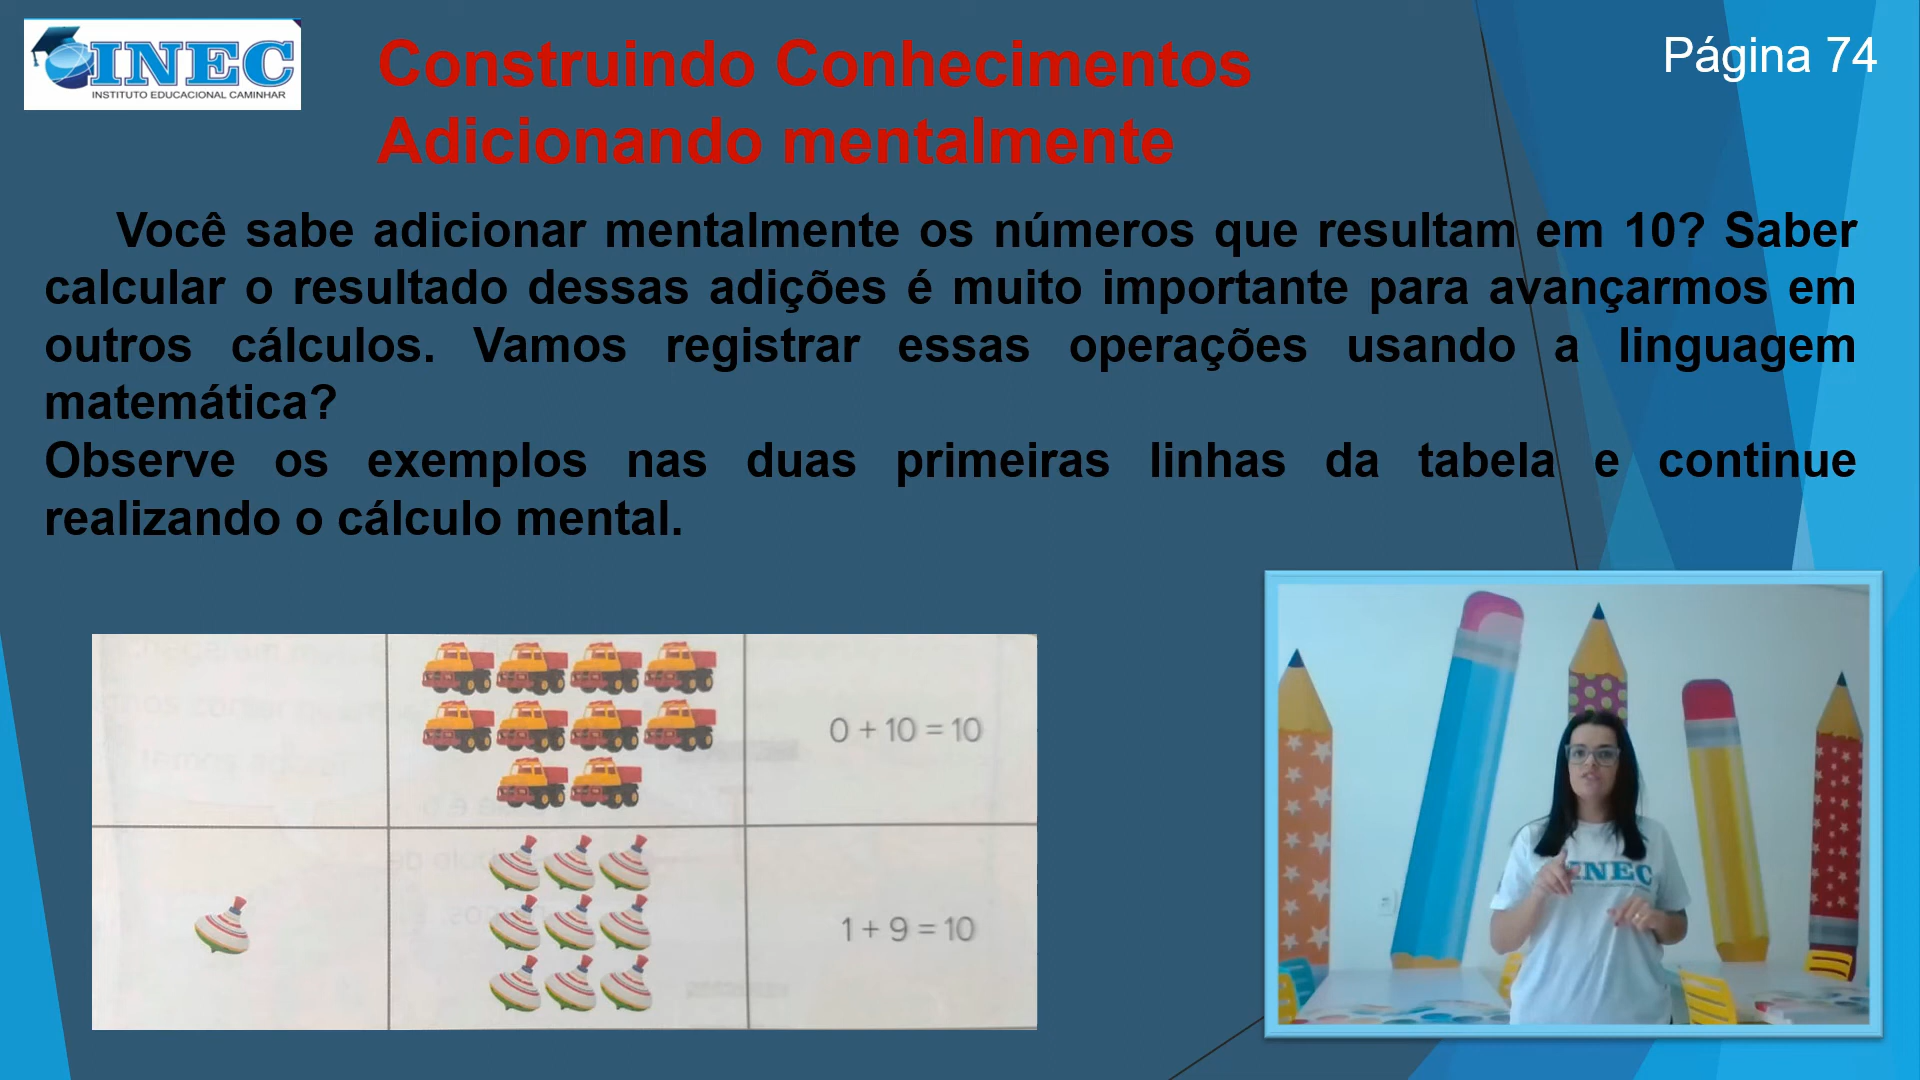 INEC
INSTITUTO EDUCACIONAL CAMINHAR
Construindo Conhecimentos
Adicionando mentalmente
Página 74
Você sabe adicionar mentalmente os números que resultam em 10? Saber
calcular o resultado dessas adições é muito importante para avançarmos em
outros cálculos. Vamos registrar essas operações usando a linguagem
matemática?
Observe os exemplos nas duas primeiras linhas da tabela e continue
realizando o cálculo mental.
0 + 10 = 10
1 + 9 = 10
INEC